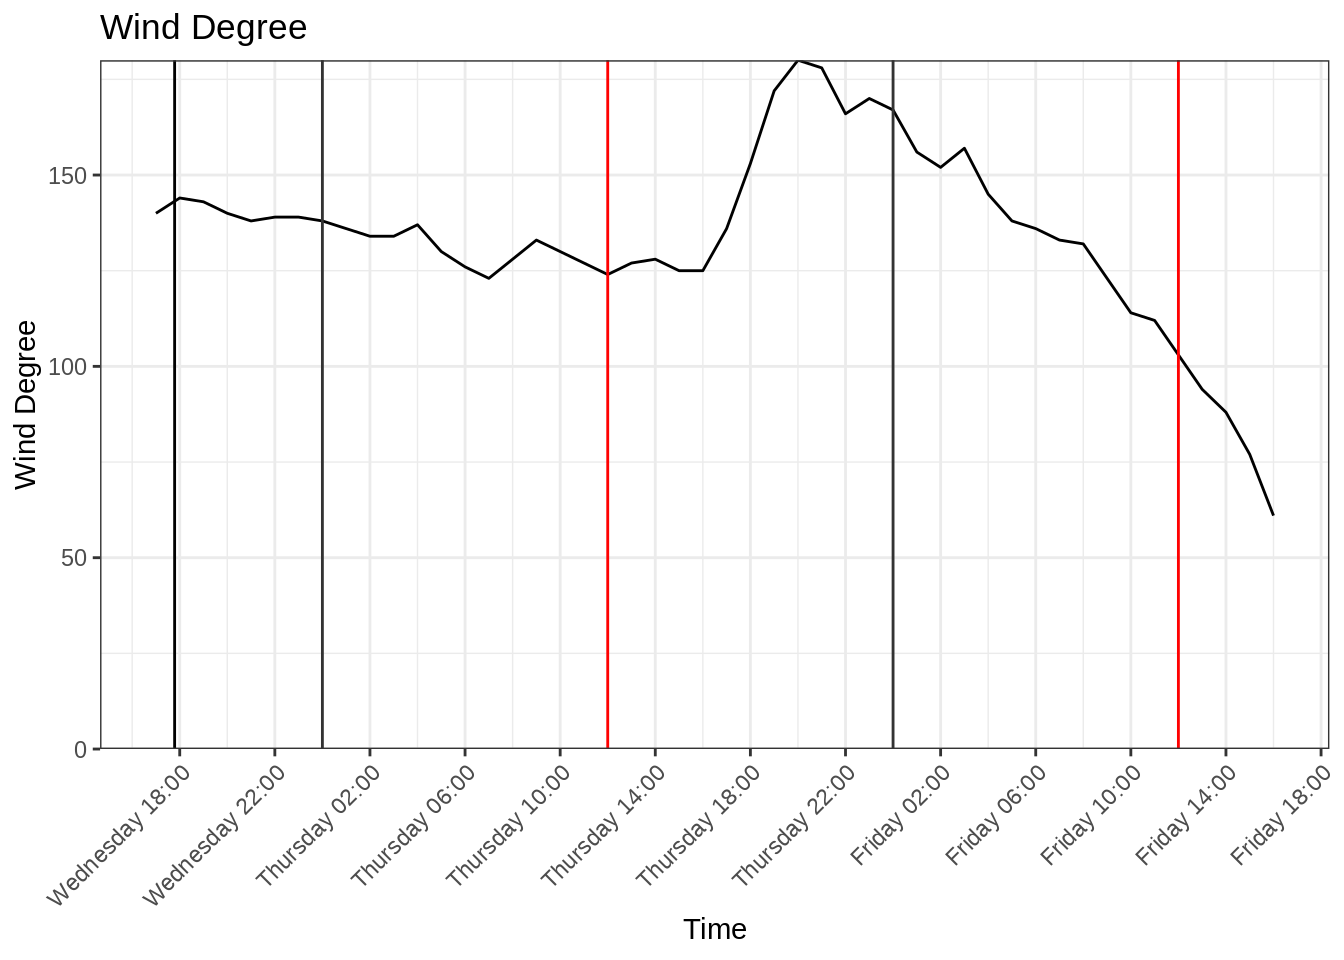 Wind Degree
Wind Degree
150
100
50
0
Wednesday 18:00
Wednesday 22:00
Thursday 02:00
Thursday 06:00
Thursday 10:00
Thursday 14:00
Thursday 18:00
Thursday 22:00
Friday 02:00
Friday 06:00
Friday 10:00
Friday 14:00
Friday 18:00
Time